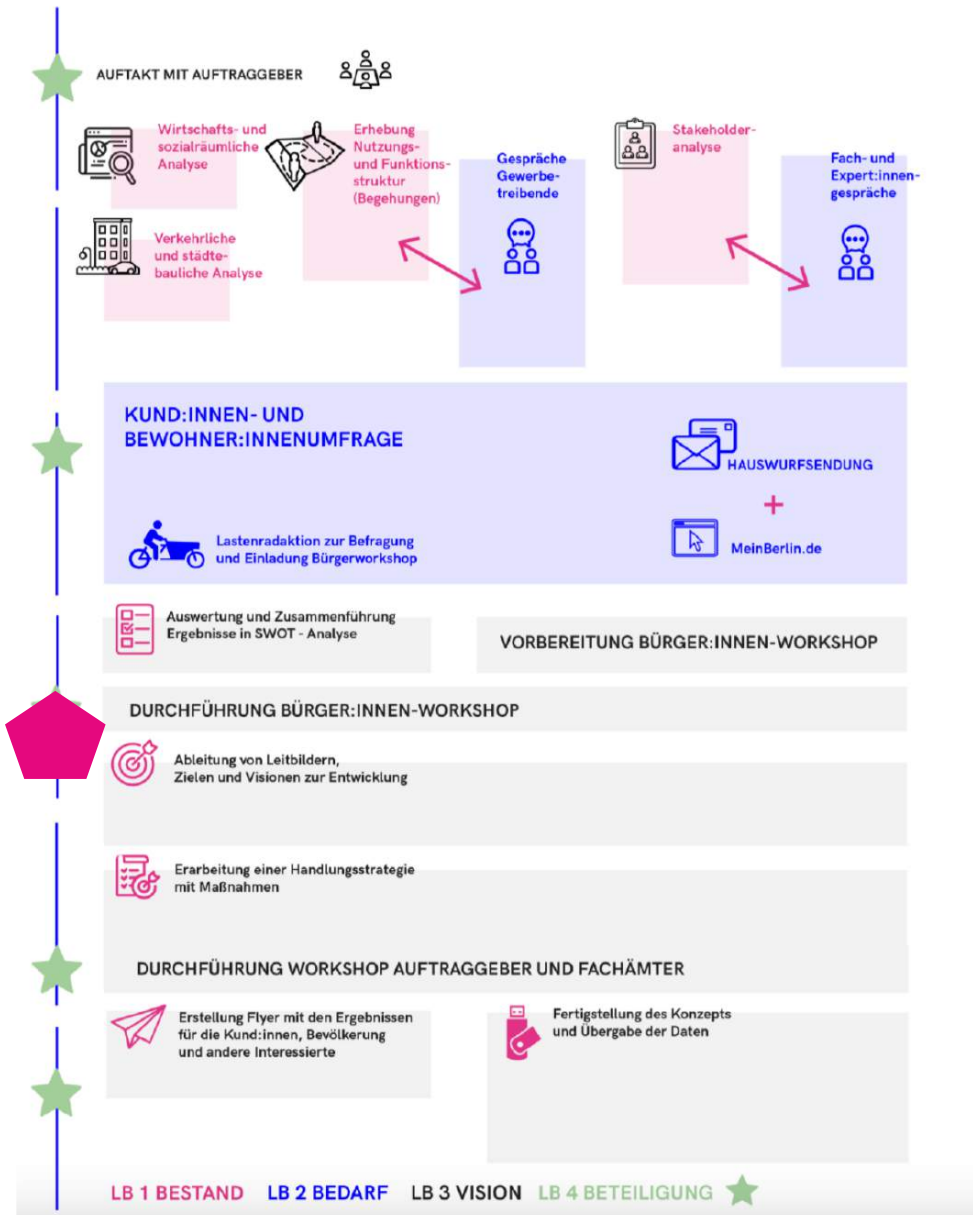 AUFTAKT MIT AUFTRAGGEBER
Wirtschafts- und
sozialräumliche
Analyse
Erhebung
Nutzungs-
und Funktions-
struktur
(Begehungen)
Gespräche
Gewerbe-
treibende
Stakeholder-
analyse
Fach- und
Expert:innen-
gespräche
Verkehrliche
und städte-
bauliche Analyse
KUND:INNEN- UND
BEWOHNER:INNENUMFRAGE
HAUSWURFSENDUNG
+
MeinBerlin.de
Lastenradaktion zur Befragung
und Einladung Bürgerworkshop
Auswertung und Zusammenführung
Ergebnisse in SWOT - Analyse
VORBEREITUNG BÜRGER:INNEN-WORKSHOP
DURCHFÜHRUNG BÜRGER:INNEN-WORKSHOP
Ableitung von Leitbildern,
Zielen und Visionen zur Entwicklung
Erarbeitung einer Handlungsstrategie
mit Maßnahmen
DURCHFÜHRUNG WORKSHOP AUFTRAGGEBER UND FACHÄMTER
Erstellung Flyer mit den Ergebnissen
für die Kund:innen, Bevölkerung
und andere Interessierte
Fertigstellung des Konzepts
und Übergabe der Daten
LB 1 BESTAND LB 2 BEDARF LB 3 VISION LB 4 BETEILIGUNG